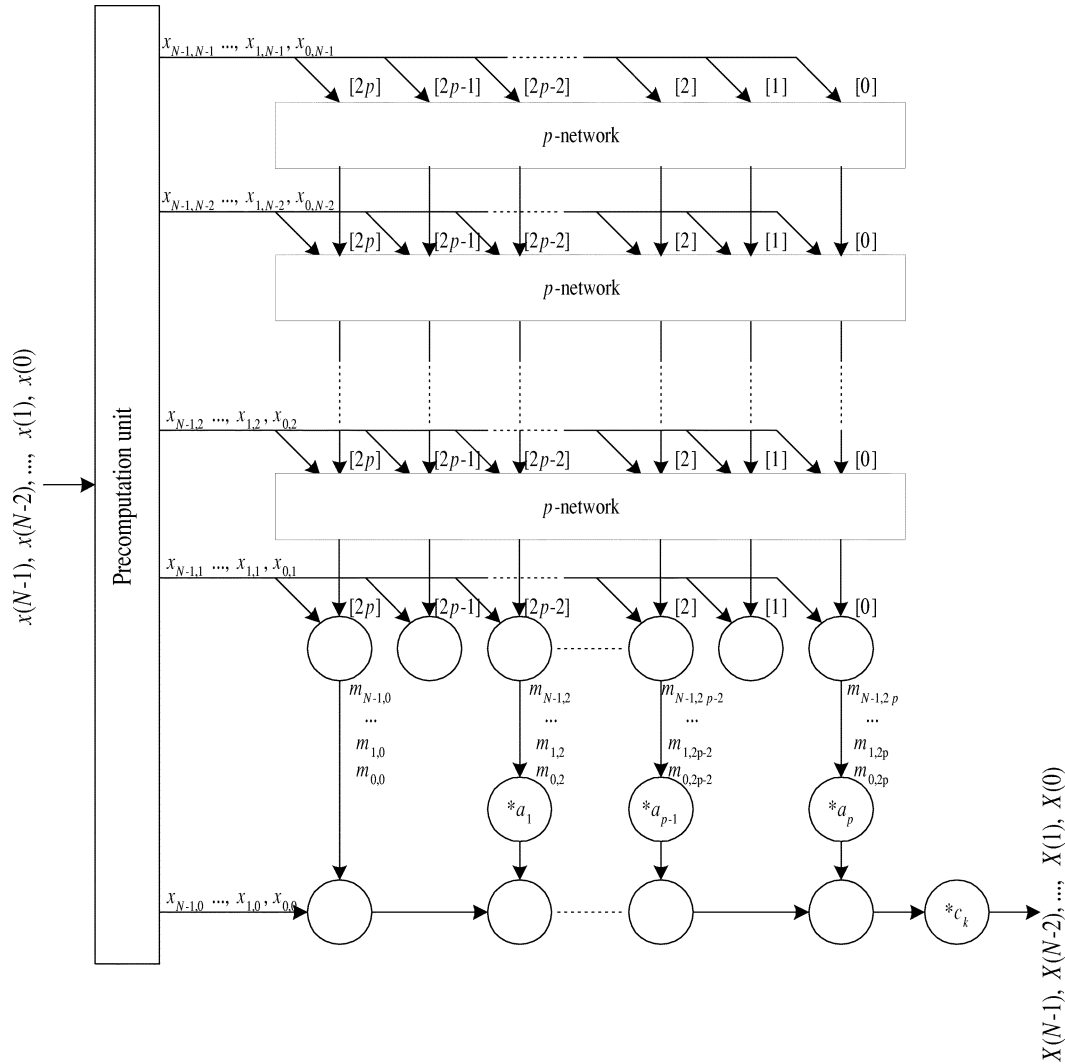 x(N-1), x(N-2),..., x(1), x(0)
Precomputation unit
x_{N-1,N-1} ..., x_{1,N-1}, x_{0,N-1}
[2p] [2p-1] [2p-2] [2] [1] [0]
p-network
x_{N-1,N-2} ..., x_{1,N-2}, x_{0,N-2}
[2p] [2p-1] [2p-2] [2] [1] [0]
p-network
x_{N-1,2} ..., x_{1,2}, x_{0,2}
[2p] [2p-1] [2p-2] [2] [1] [0]
p-network
x_{N-1,1} ..., x_{1,1}, x_{0,1}
[2p] [2p-1] [2p-2] [2] [1] [0]
m_{N-1,0} m_{N-1,2} m_{N-1,2p-2} m_{N-1,2p}
... ... ... ...
m_{1,0} m_{1,2} m_{1,2p-2} m_{1,2p}
m_{0,0} m_{0,2} m_{0,2p-2} m_{0,2p}
*a_1 *a_{p-1} *a_p
x_{N-1,0} ..., x_{1,0}, x_{0,0}
*c_k
X(N-1), X(N-2),..., X(1), X(0)